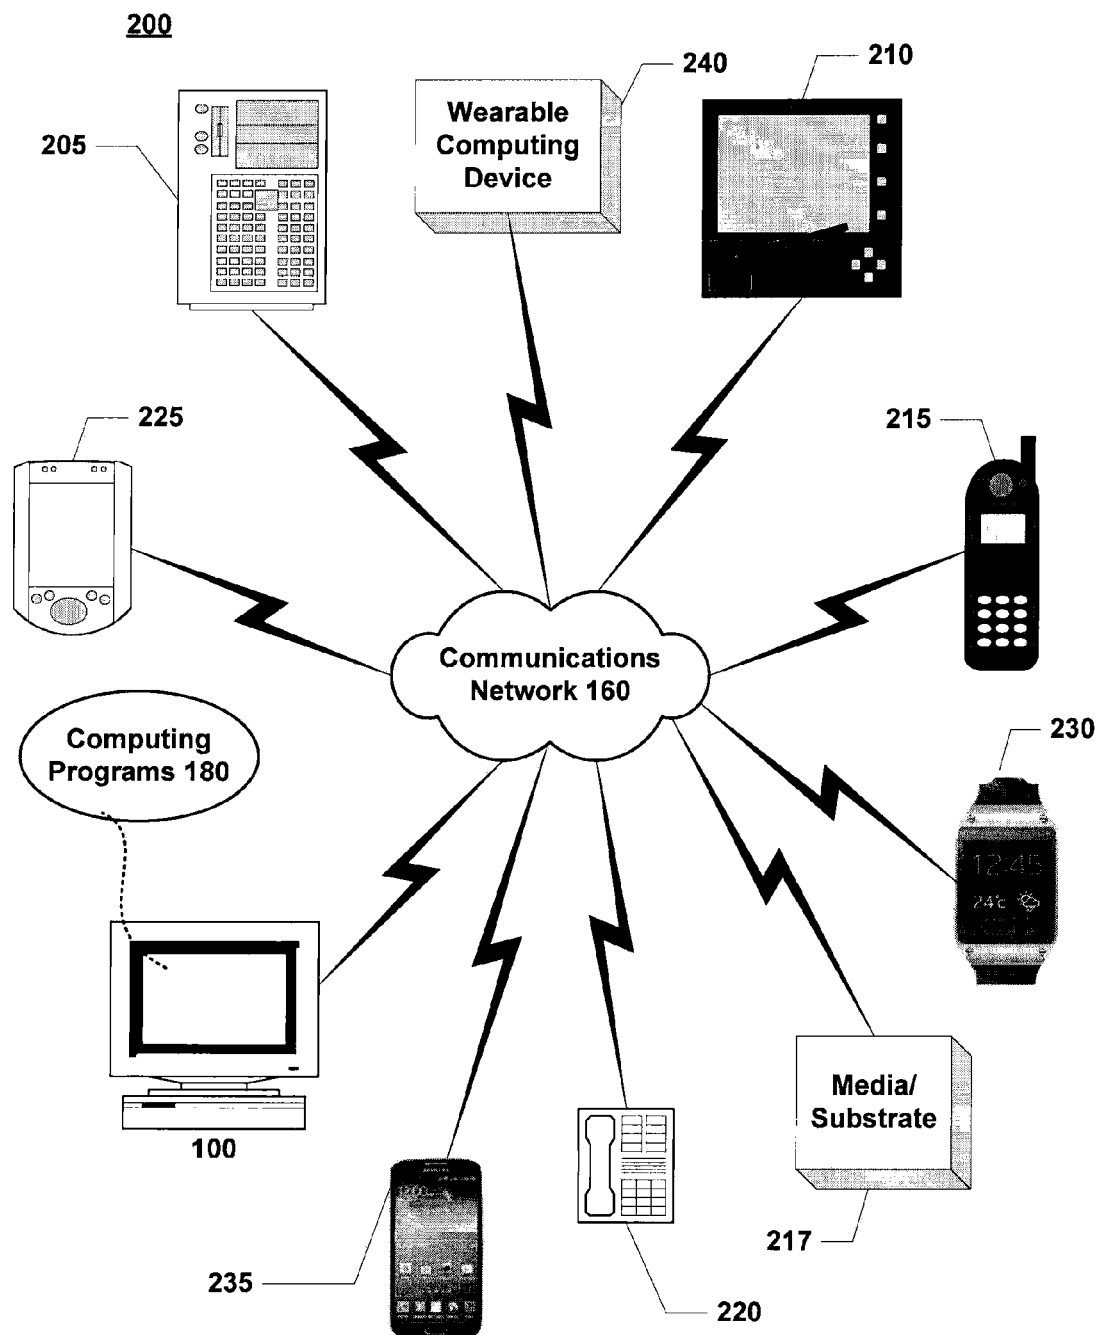 200
240
210
Wearable
Computing
Device
205
225
215
Communications
Network 160
Computing
Programs 180
230
12:45
24°c
Media/
Substrate
100
235
217
220